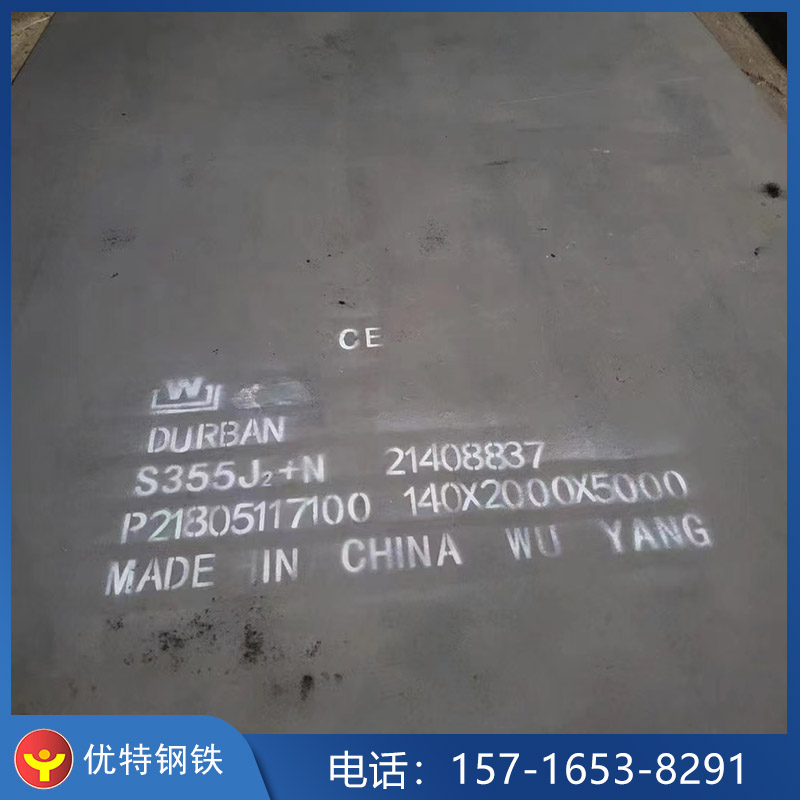 CE
W
DURBAN
S355J2+N 21408837
P21805117100 140X2000X5000
MADE IN CHINA WU YANG
优特钢铁
电话：157-1653-8291